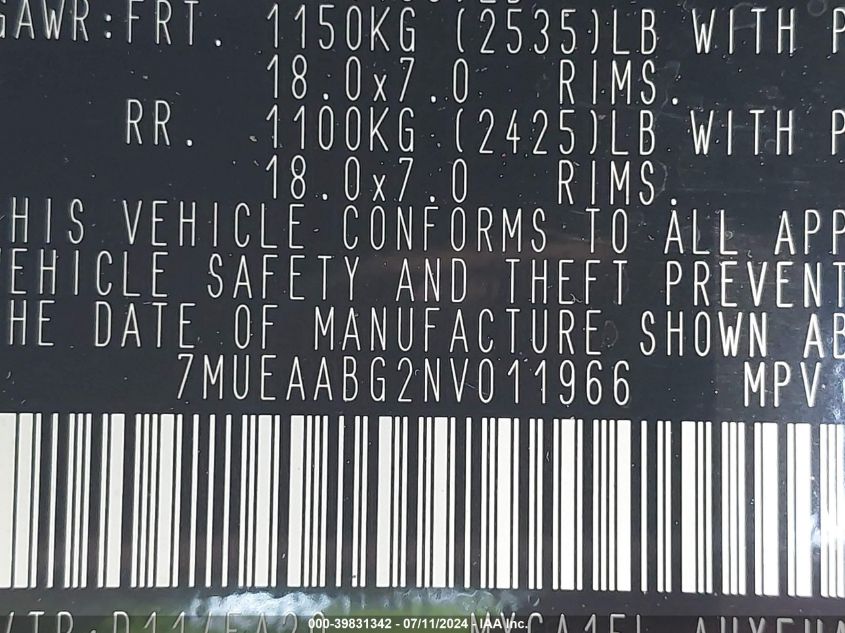 GAWR:FRT. 1150KG (2535)LB WITH P
18.0x7.0 RIMS.
RR. 1100KG (2425)LB WITH P
18.0x7.0 RIMS.
HIS VEHICLE CONFORMS TO ALL APP
VEHICLE SAFETY AND THEFT PREVENT
HE DATE OF MANUFACTURE SHOWN AB
7MUEAABG2NV011966 MPV
000-39831342 - 07/11/2024 - IAA, Inc.